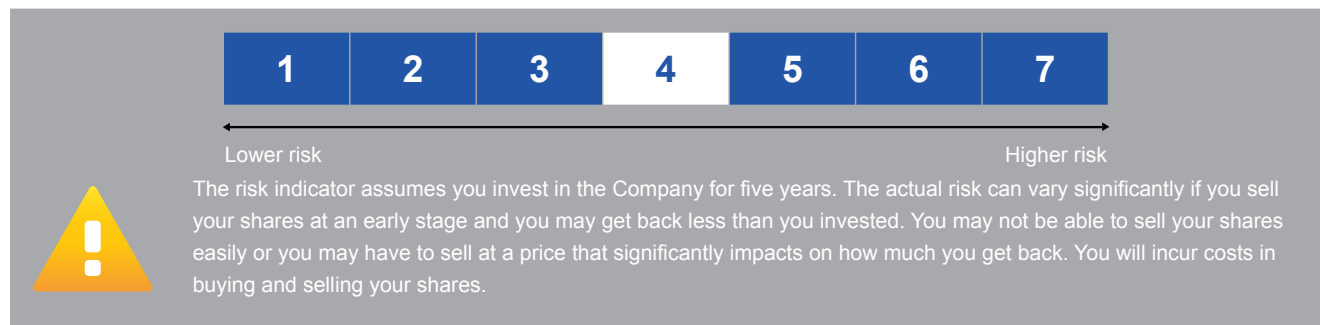 1 2 3 4 5 6 7
Lower risk Higher risk
The risk indicator assumes you invest in the Company for five years. The actual risk can vary significantly if you sell
your shares at an early stage and you may get back less than you invested. You may not be able to sell your shares
easily or you may have to sell at a price that significantly impacts on how much you get back. You will incur costs in
buying and selling your shares.